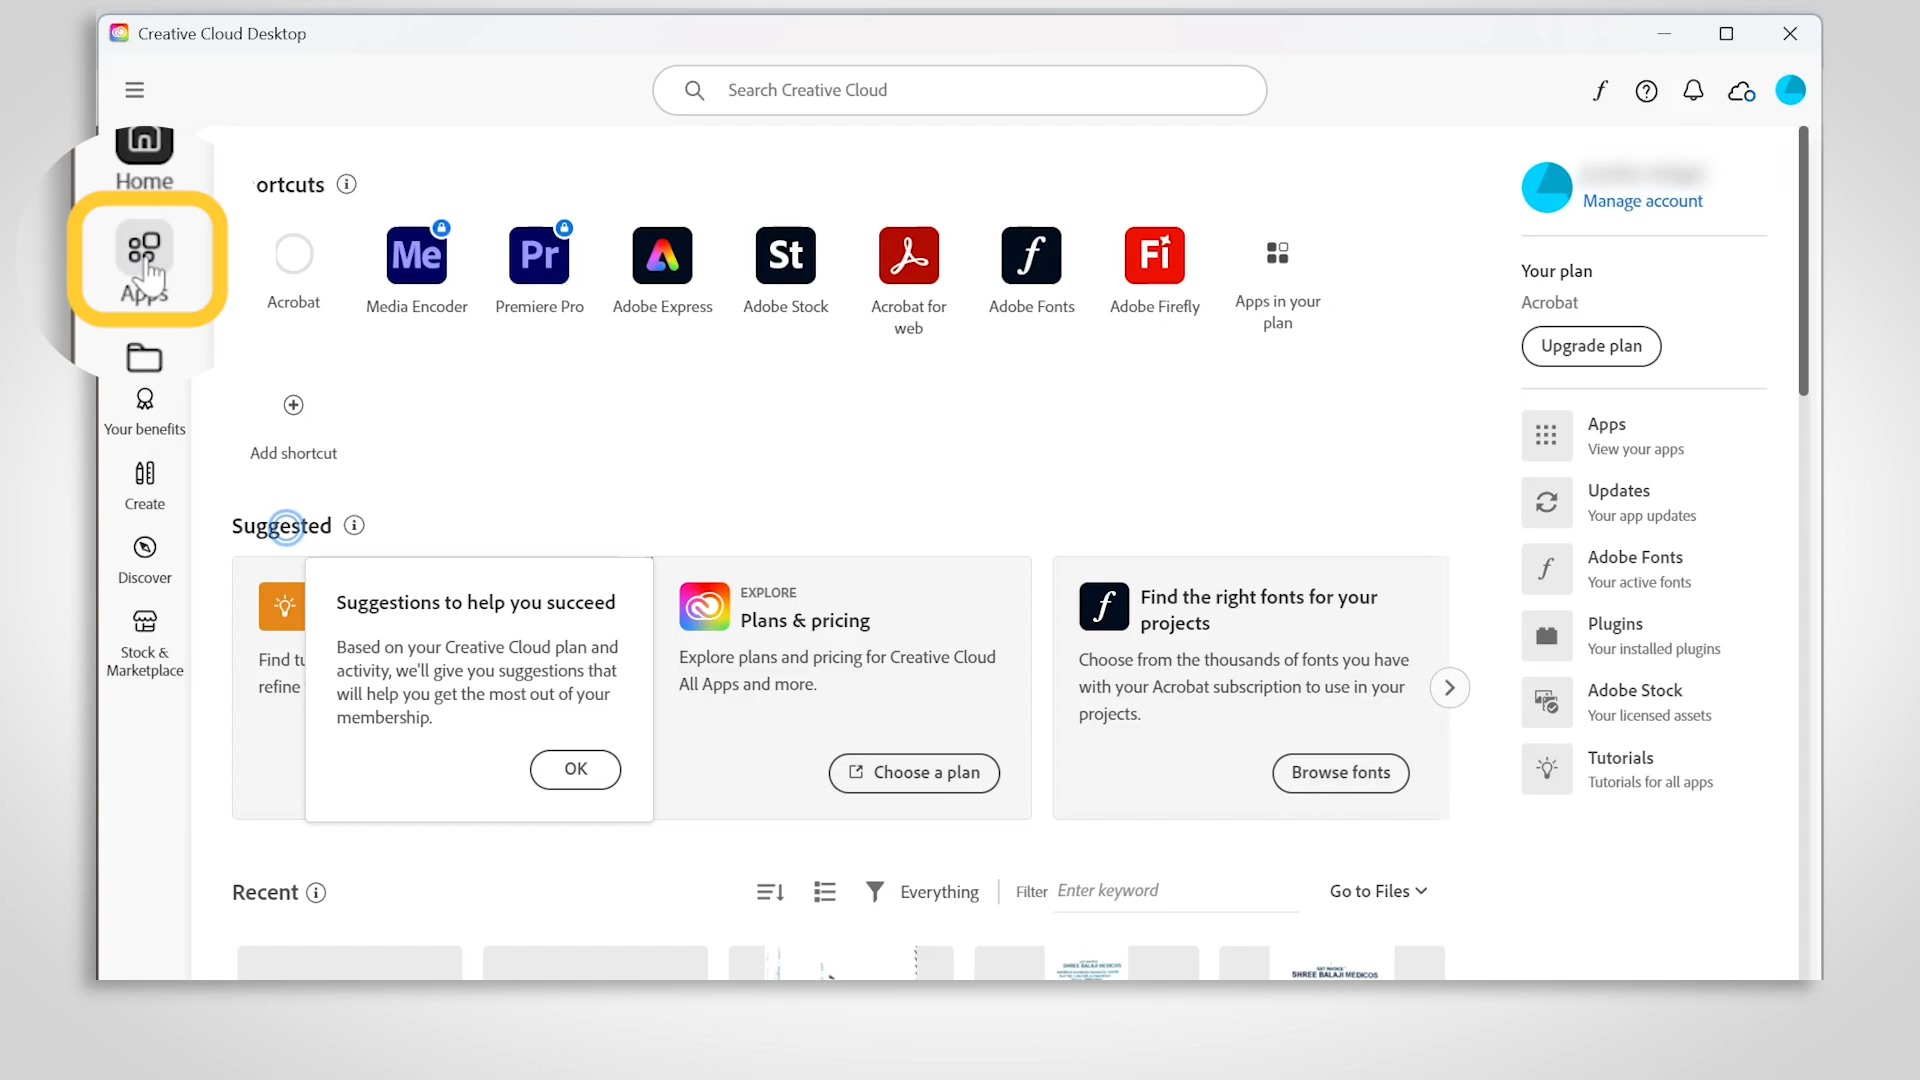 Creative Cloud Desktop
Search Creative Cloud
Home
Apps
Your benefits
Create
Discover
Stock &
Marketplace
ortcuts
Acrobat
Me
Media Encoder
Pr
Premiere Pro
Adobe Express
St
Adobe Stock
Acrobat for
web
f
Adobe Fonts
Fi
Adobe Firefly
Apps in your
plan
Add shortcut
Suggested
Find tu
refine
Suggestions to help you succeed
Based on your Creative Cloud plan and
activity, we'll give you suggestions that
will help you get the most out of your
membership.
OK
EXPLORE
Plans & pricing
Explore plans and pricing for Creative Cloud
All Apps and more.
Choose a plan
f
Find the right fonts for your
projects
Choose from the thousands of fonts you have
with your Acrobat subscription to use in your
projects.
Browse fonts
Recent
Everything
Filter
Enter keyword
Go to Files
SHREE BALAJI MEDICOS
SHREE BALAJI MEDICOS
Manage account
Your plan
Acrobat
Upgrade plan
Apps
View your apps
Updates
Your app updates
Adobe Fonts
Your active fonts
Plugins
Your installed plugins
Adobe Stock
Your licensed assets
Tutorials
Tutorials for all apps